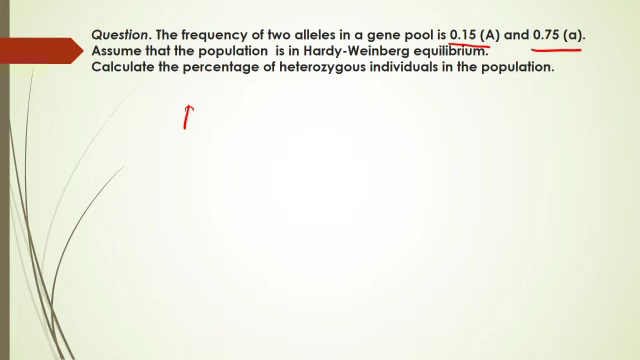 Question. The frequency of two alleles in a gene pool is 0.15 (A) and 0.75 (a).
Assume that the population is in Hardy-Weinberg equilibrium.
Calculate the percentage of heterozygous individuals in the population.